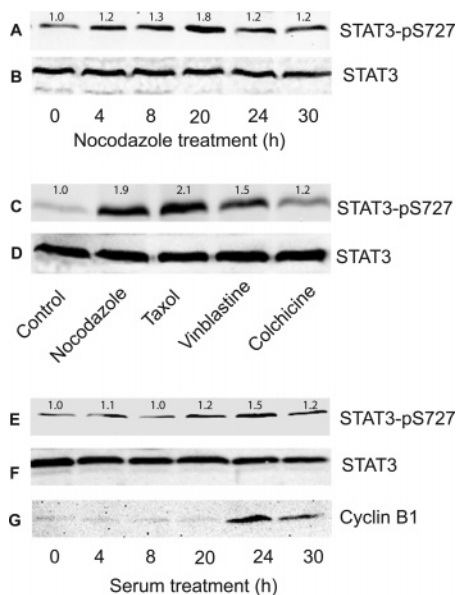 1.0 1.2 1.3 1.8 1.2 1.2
A STAT3-pS727
B STAT3
0 4 8 20 24 30
Nocodazole treatment (h)
1.0 1.9 2.1 1.5 1.2
C STAT3-pS727
D STAT3
Control Nocodazole Taxol Vinblastine Colchicine
1.0 1.1 1.0 1.2 1.5 1.2
E STAT3-pS727
F STAT3
G Cyclin B1
0 4 8 20 24 30
Serum treatment (h)